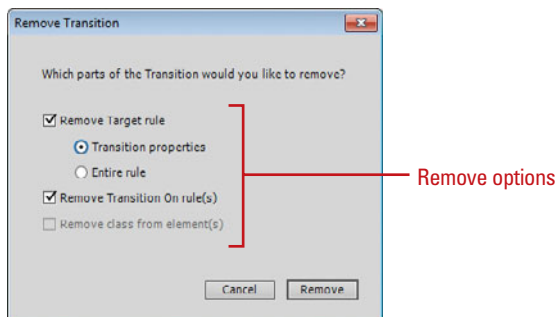 Remove Transition
Which parts of the Transition would you like to remove?
Remove Target rule
Transition properties
Entire rule
Remove Transition On rule(s)
Remove class from element(s)
Remove options
Cancel
Remove